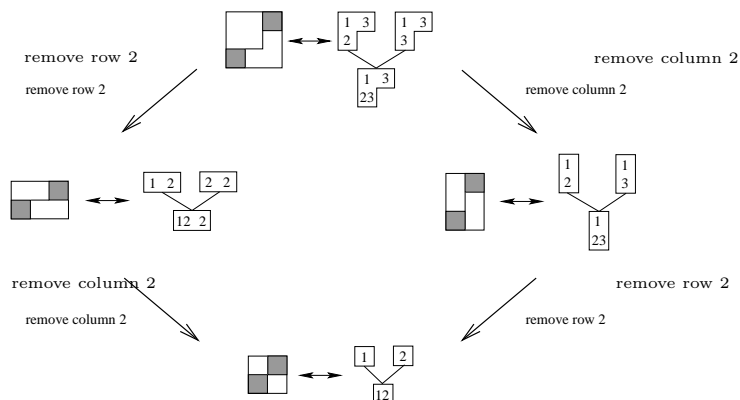 1 3 1 3
2 3
remove row 2
remove column 2
1 3
23
remove row 2
remove column 2
1 1
2 3
1 2 2 2
12 2
1
23
remove column 2
remove row 2
remove column 2
remove row 2
1 2
12